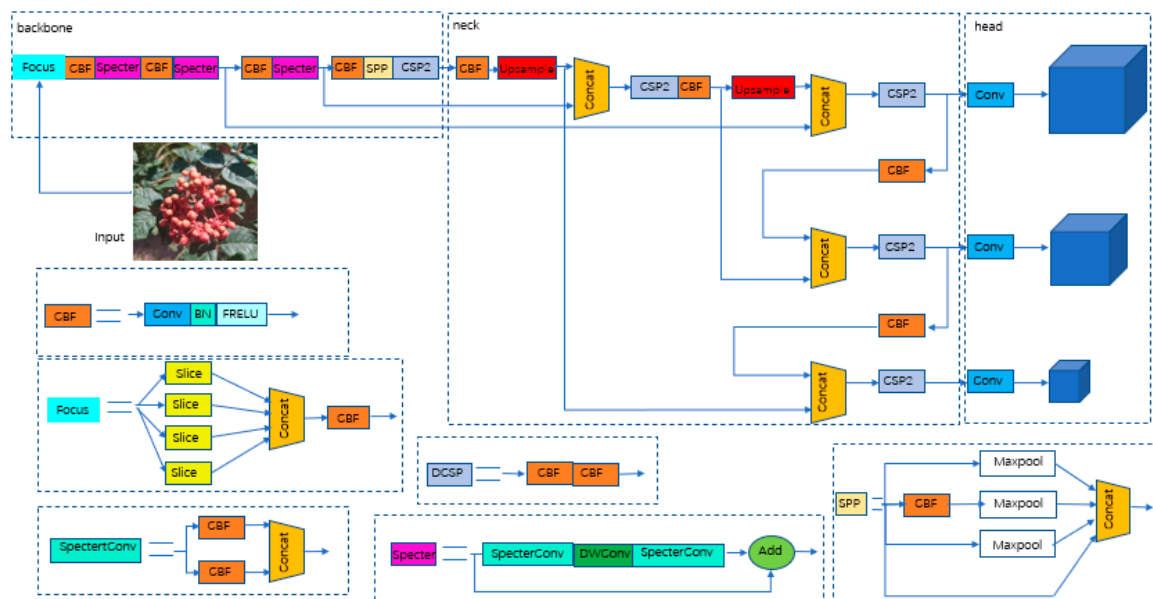 backbone
neck
head
Focus CBF Specter CBF Specter CBF Specter CBF SPP CSP2 CBF Upsample
Concat
CSP2 CBF Upsample
Concat
CSP2
Conv
CBF
Input
Concat
CSP2
Conv
CBF
Concat
CSP2
Conv
CBF Conv BN FRELU
Focus
Slice
Slice
Slice
Slice
Concat
CBF
DCSP CBF CBF
SpectertConv
CBF
CBF
Concat
Specter SpecterConv DWConv SpecterConv Add
SPP
CBF
Maxpool
Maxpool
Maxpool
Concat